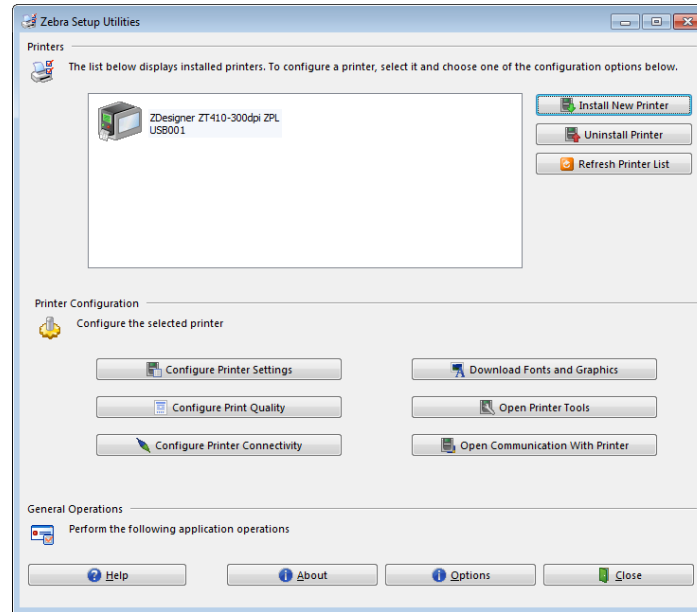 Zebra Setup Utilities
Printers
The list below displays installed printers. To configure a printer, select it and choose one of the configuration options below.
ZDesigner ZT410-300dpi ZPL
USB001
Install New Printer
Uninstall Printer
Refresh Printer List
Printer Configuration
Configure the selected printer
Configure Printer Settings
Download Fonts and Graphics
Configure Print Quality
Open Printer Tools
Configure Printer Connectivity
Open Communication With Printer
General Operations
Perform the following application operations
Help
About
Options
Close